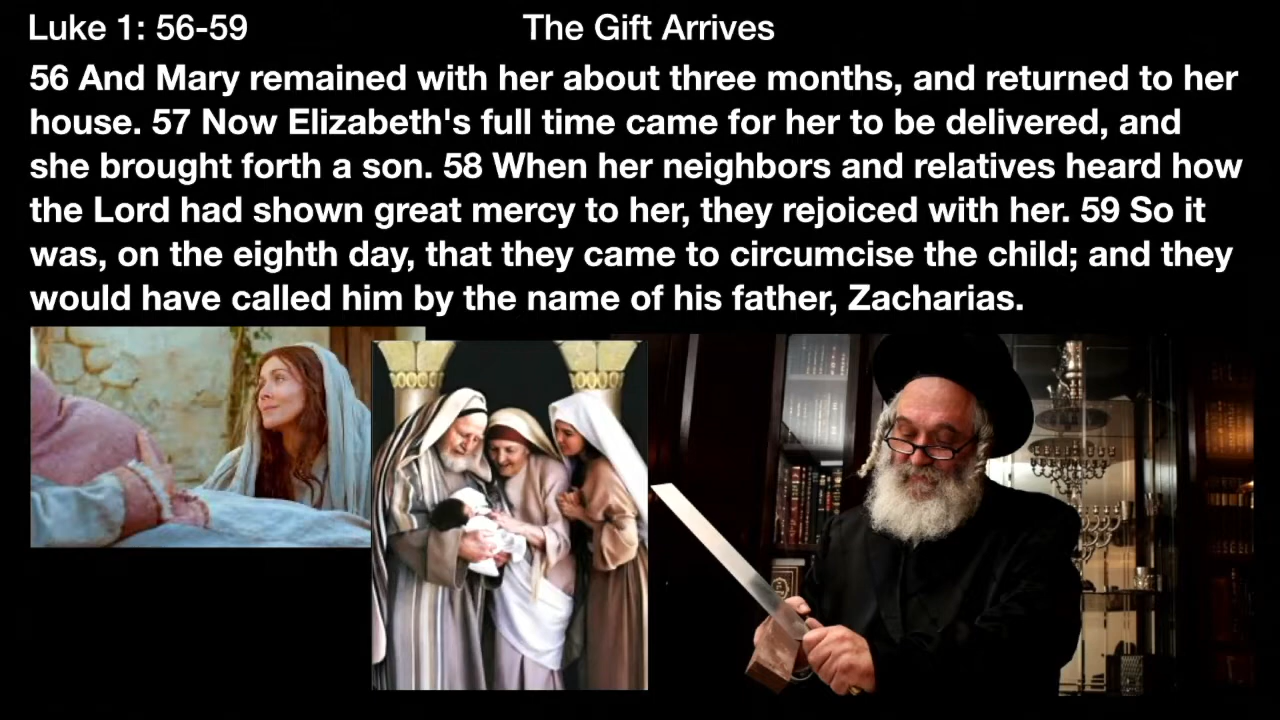 Luke 1: 56-59
The Gift Arrives
56 And Mary remained with her about three months, and returned to her
house. 57 Now Elizabeth's full time came for her to be delivered, and
she brought forth a son. 58 When her neighbors and relatives heard how
the Lord had shown great mercy to her, they rejoiced with her. 59 So it
was, on the eighth day, that they came to circumcise the child; and they
would have called him by the name of his father, Zacharias.